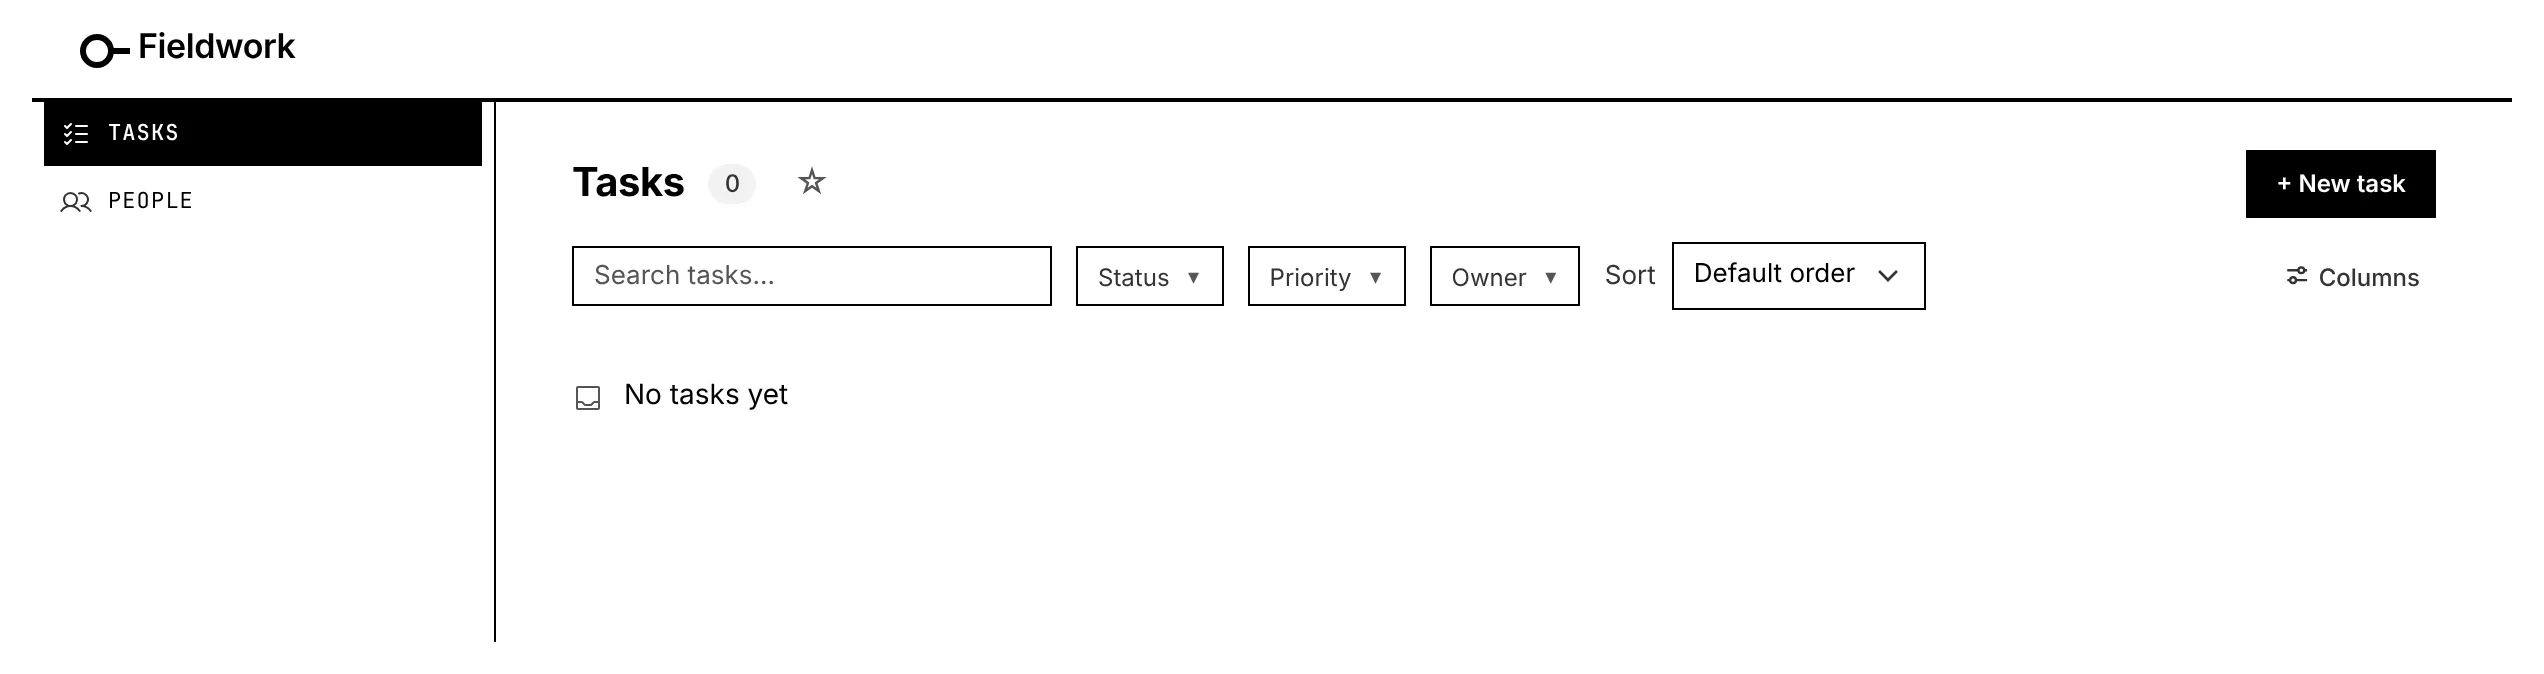 Fieldwork
TASKS
PEOPLE
Tasks 0
+ New task
Search tasks...
Status
Priority
Owner
Sort
Default order
Columns
No tasks yet